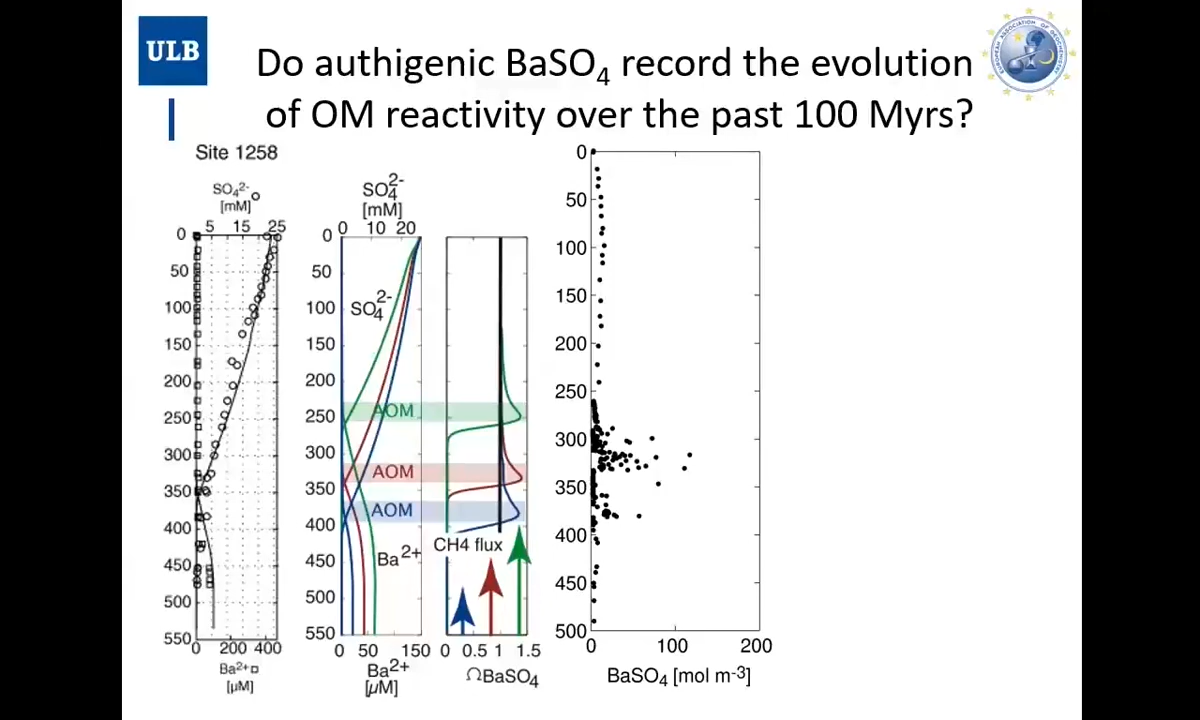 ULB
Do authigenic BaSO4 record the evolution
of OM reactivity over the past 100 Myrs?
EUROPEAN ASSOCIATION OF GEOCHEMISTRY
Site 1258
SO4 2-
[mM]
5 15 25
0
50
100
150
200
250
300
350
400
450
500
550
0 200 400
Ba2+
[µM]
SO4 2-
[mM]
0 10 20
0
50
100
150
200
250
300
350
400
450
500
550
SO4 2-
AOM
AOM
AOM
Ba2+
CH4 flux
0 50 150
Ba2+
[µM]
0 0.5 1 1.5
ΩBaSO4
0
50
100
150
200
250
300
350
400
450
500
0 100 200
BaSO4 [mol m-3]